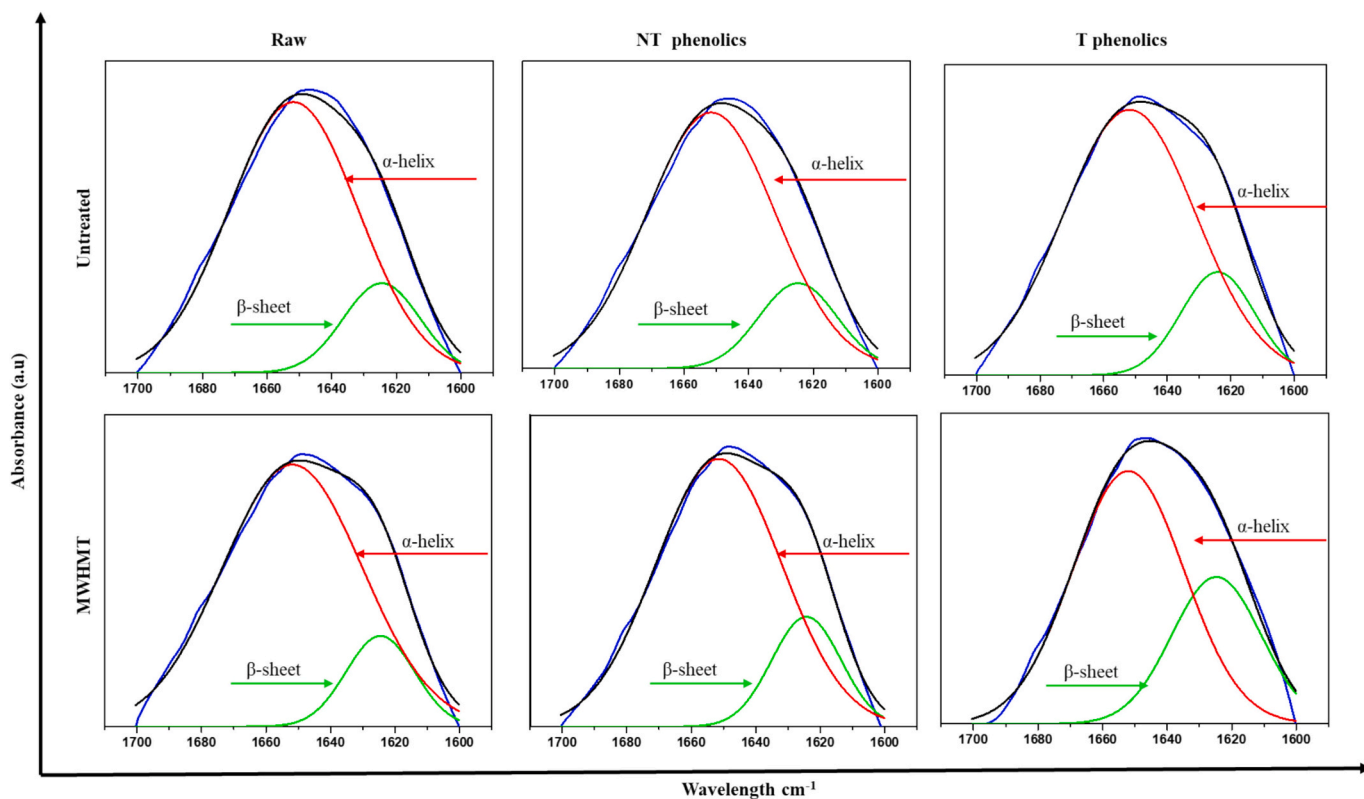 Raw
NT phenolics
T phenolics
Absorbance (a.u)
Untreated
α-helix
β-sheet
1700 1680 1660 1640 1620 1600
α-helix
β-sheet
1700 1680 1660 1640 1620 1600
α-helix
β-sheet
1700 1680 1660 1640 1620 1600
MWHMT
α-helix
β-sheet
1700 1680 1660 1640 1620 1600
α-helix
β-sheet
1700 1680 1660 1640 1620 1600
α-helix
β-sheet
1700 1680 1660 1640 1620 1600
Wavelength cm⁻¹